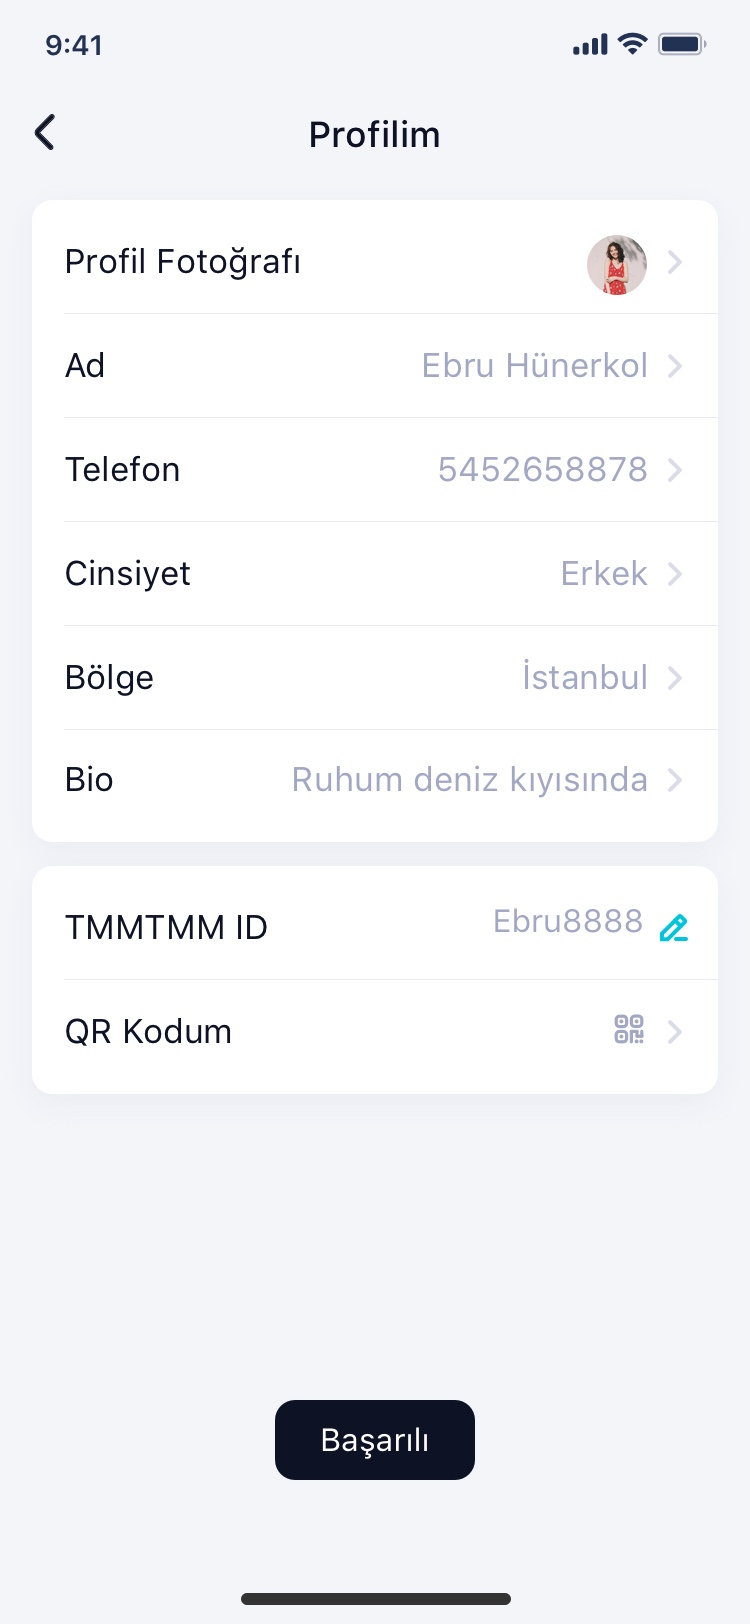 9:41
Profilim
Profil Fotoğrafı
Ad Ebru Hünerkol
Telefon 5452658878
Cinsiyet Erkek
Bölge İstanbul
Bio Ruhum deniz kıyısında
TMMTMM ID Ebru8888
QR Kodum
Başarılı